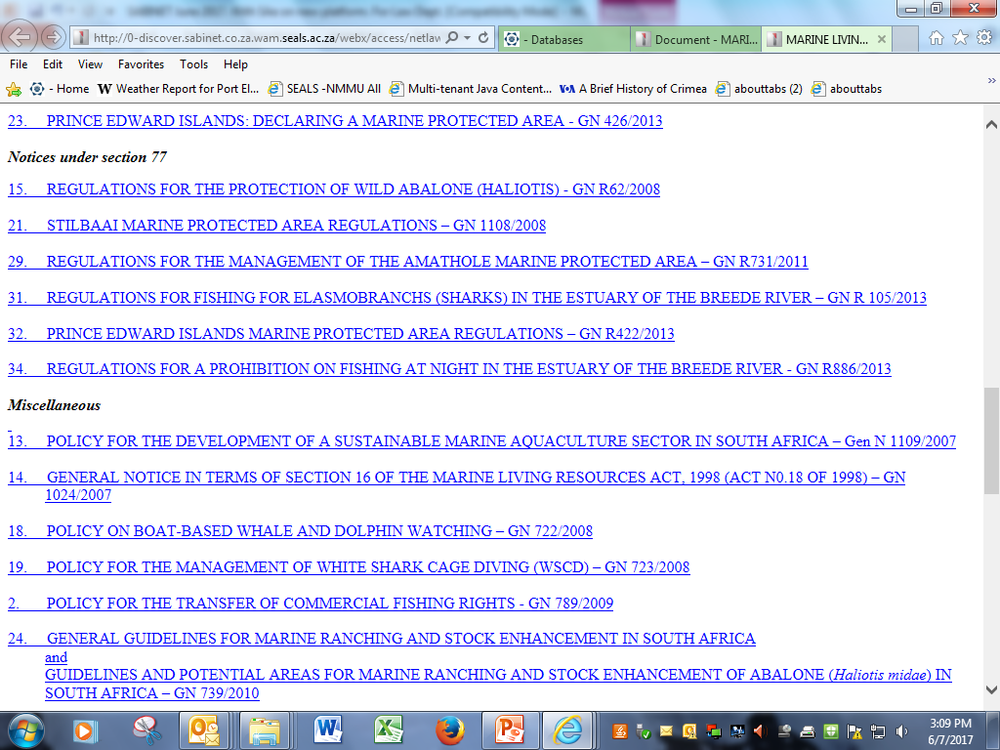 http://0-discover.sabinet.co.za.wam.seals.ac.za/webx/access/netlaw
- Databases
Document - MARI...
MARINE LIVIN...
File Edit View Favorites Tools Help
- Home
W Weather Report for Port El...
SEALS -NMMU All
Multi-tenant Java Content...
VOA A Brief History of Crimea
abouttabs (2)
abouttabs
23. PRINCE EDWARD ISLANDS: DECLARING A MARINE PROTECTED AREA - GN 426/2013
Notices under section 77
15. REGULATIONS FOR THE PROTECTION OF WILD ABALONE (HALIOTIS) - GN R62/2008
21. STILBAAI MARINE PROTECTED AREA REGULATIONS – GN 1108/2008
29. REGULATIONS FOR THE MANAGEMENT OF THE AMATHOLE MARINE PROTECTED AREA – GN R731/2011
31. REGULATIONS FOR FISHING FOR ELASMOBRANCHS (SHARKS) IN THE ESTUARY OF THE BREEDE RIVER – GN R 105/2013
32. PRINCE EDWARD ISLANDS MARINE PROTECTED AREA REGULATIONS – GN R422/2013
34. REGULATIONS FOR A PROHIBITION ON FISHING AT NIGHT IN THE ESTUARY OF THE BREEDE RIVER - GN R886/2013
Miscellaneous
13. POLICY FOR THE DEVELOPMENT OF A SUSTAINABLE MARINE AQUACULTURE SECTOR IN SOUTH AFRICA – Gen N 1109/2007
14. GENERAL NOTICE IN TERMS OF SECTION 16 OF THE MARINE LIVING RESOURCES ACT, 1998 (ACT N0.18 OF 1998) – GN
1024/2007
18. POLICY ON BOAT-BASED WHALE AND DOLPHIN WATCHING – GN 722/2008
19. POLICY FOR THE MANAGEMENT OF WHITE SHARK CAGE DIVING (WSCD) – GN 723/2008
2. POLICY FOR THE TRANSFER OF COMMERCIAL FISHING RIGHTS - GN 789/2009
24. GENERAL GUIDELINES FOR MARINE RANCHING AND STOCK ENHANCEMENT IN SOUTH AFRICA
and
GUIDELINES AND POTENTIAL AREAS FOR MARINE RANCHING AND STOCK ENHANCEMENT OF ABALONE (Haliotis midae) IN
SOUTH AFRICA – GN 739/2010
3:09 PM
6/7/2017